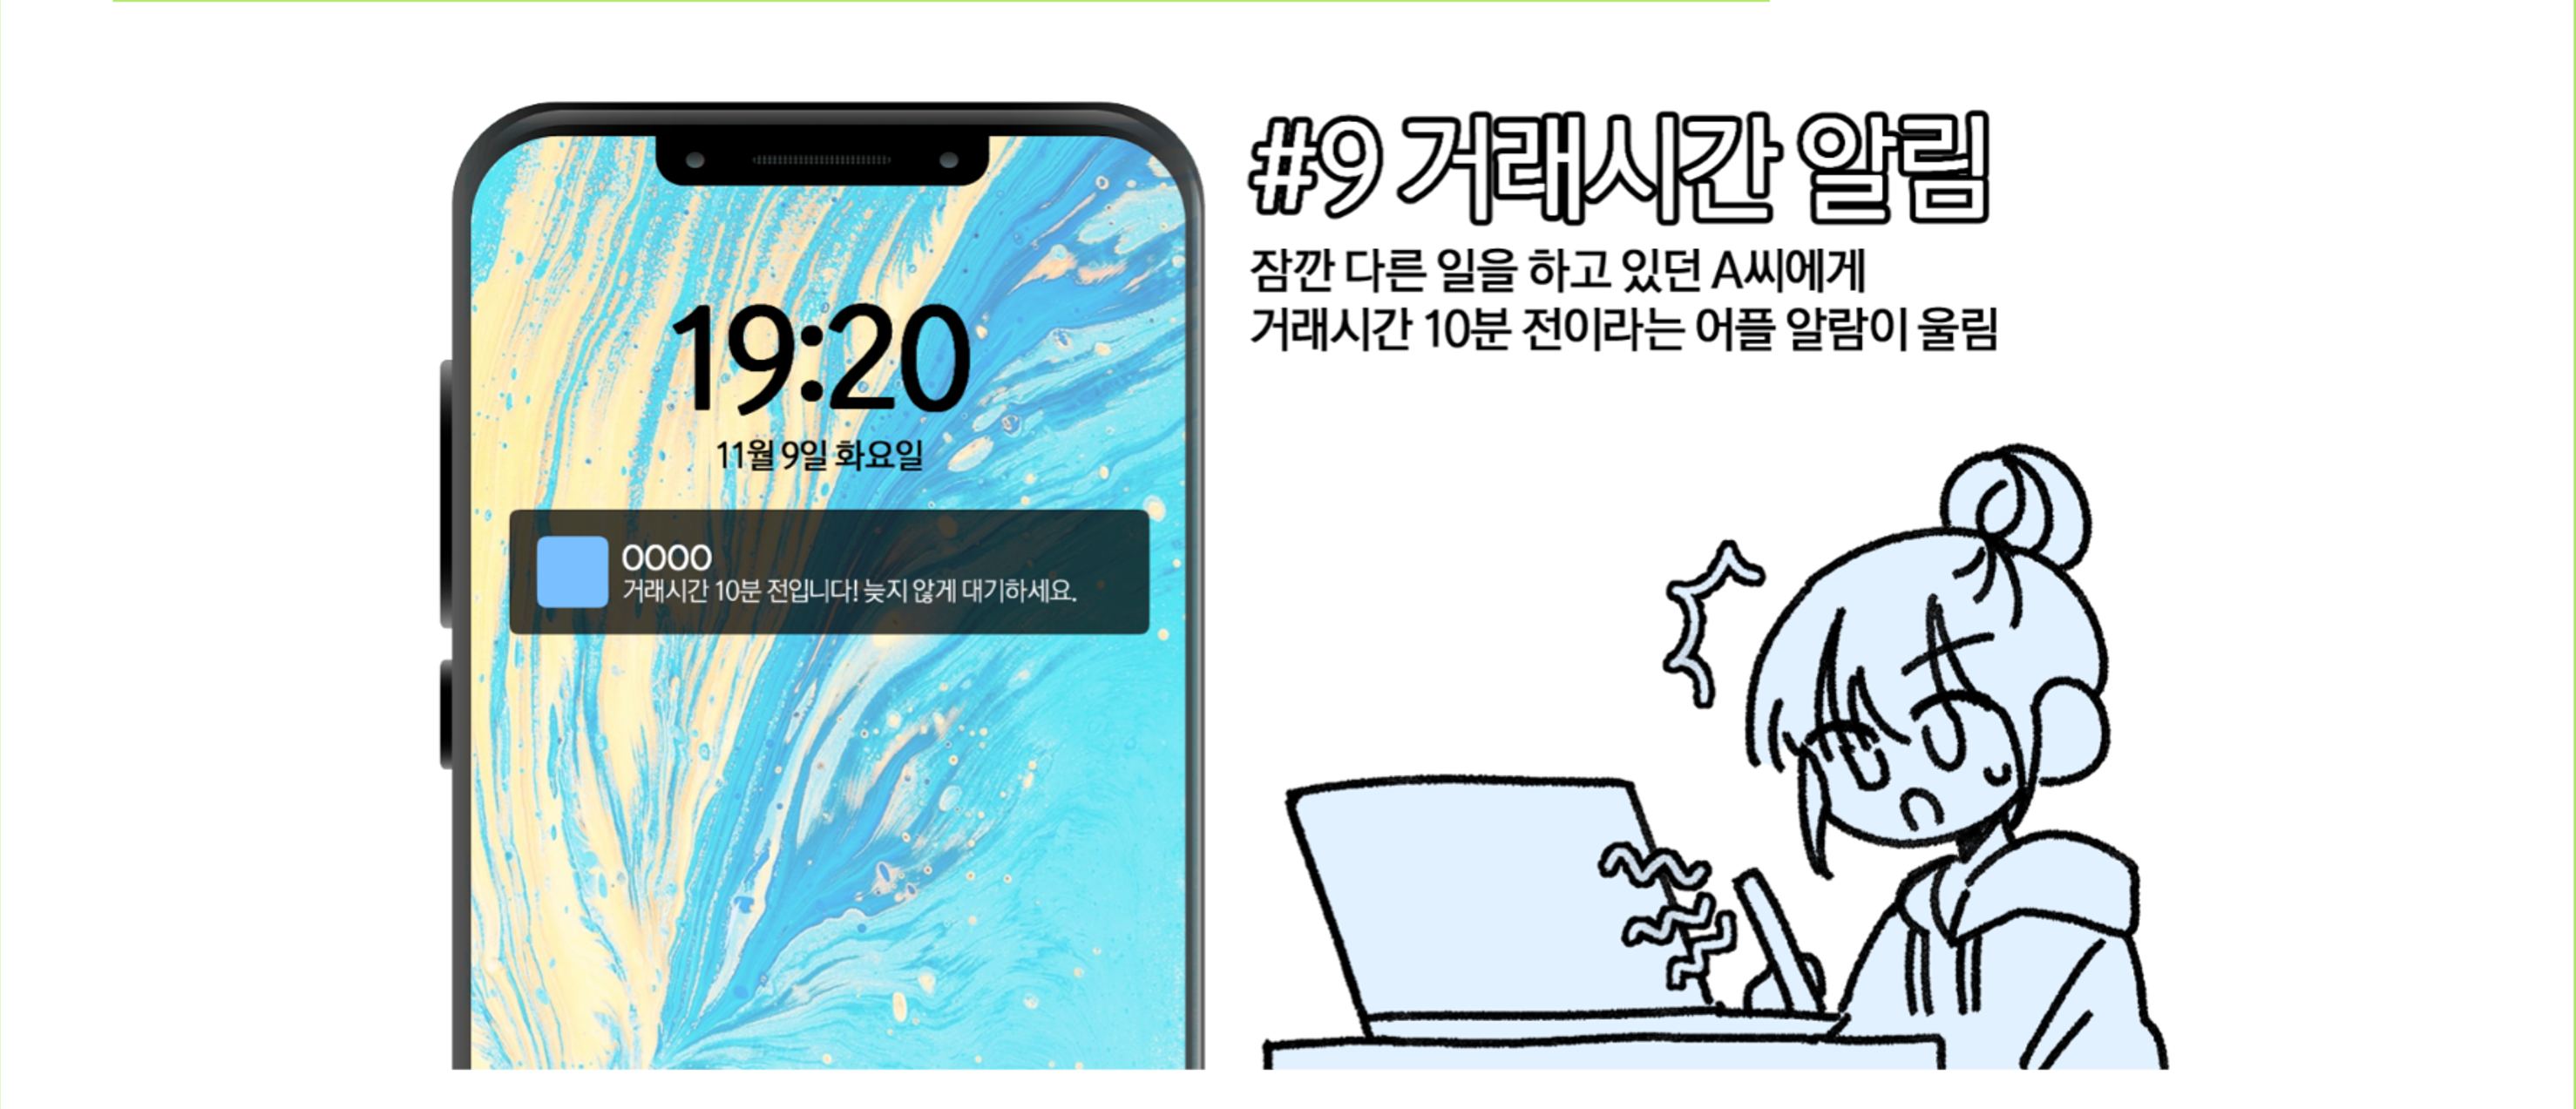 19:20
11월 9일 화요일
OOOO
거래시간 10분 전입니다! 늦지 않게 대기하세요.
#9 거래시간 알림
잠깐 다른 일을 하고 있던 A씨에게
거래시간 10분 전이라는 어플 알람이 울림